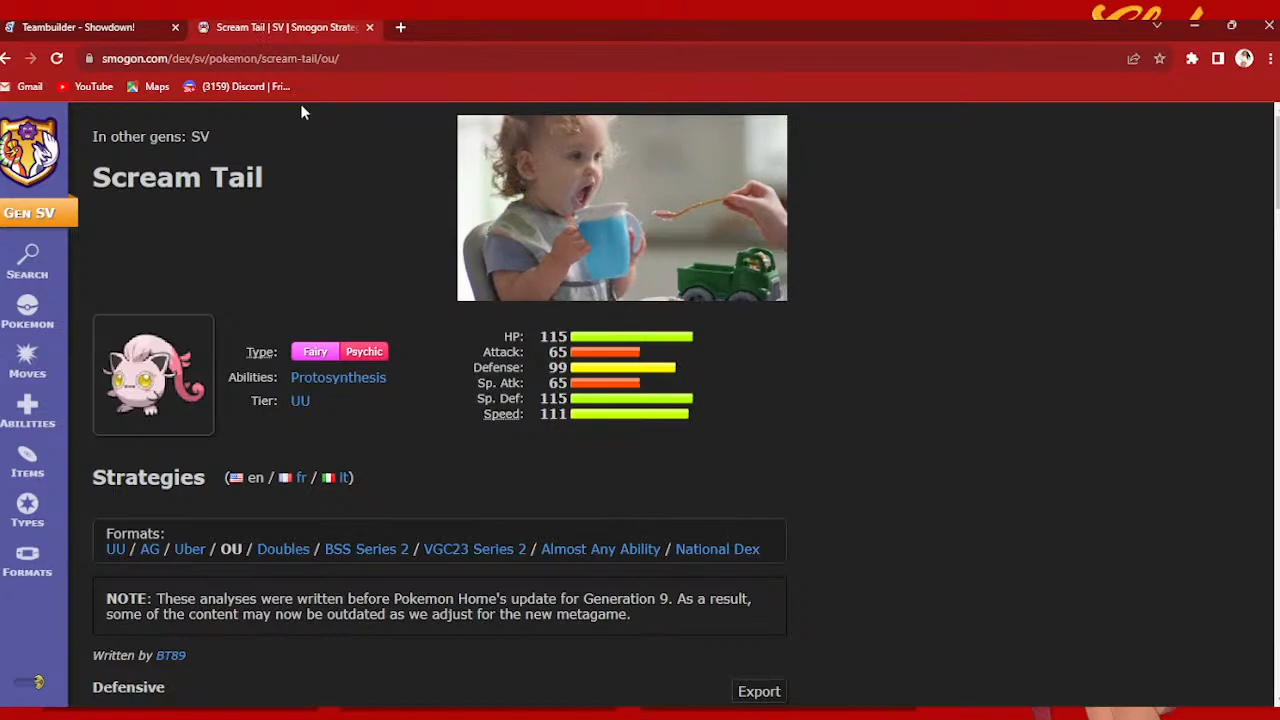 Teambuilder - Showdown!
Scream Tail | SV | Smogon Strate
smogon.com/dex/sv/pokemon/scream-tail/ou/
Gmail
YouTube
Maps
(3159) Discord | Fri...
In other gens: SV
Scream Tail
GEN SV
SEARCH
POKEMON
MOVES
ABILITIES
ITEMS
TYPES
FORMATS
Type: Fairy Psychic
Abilities: Protosynthesis
Tier: UU
HP: 115
Attack: 65
Defense: 99
Sp. Atk: 65
Sp. Def: 115
Speed: 111
Strategies (en / fr / it)
Formats:
UU / AG / Uber / OU / Doubles / BSS Series 2 / VGC23 Series 2 / Almost Any Ability / National Dex
NOTE: These analyses were written before Pokemon Home's update for Generation 9. As a result,
some of the content may now be outdated as we adjust for the new metagame.
Written by BT89
Defensive
Export